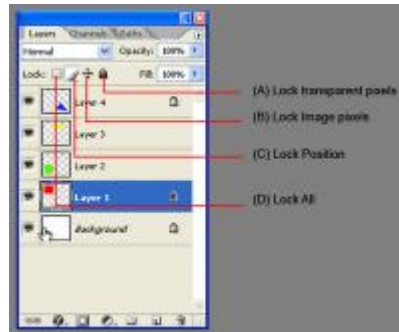 Layers Channels Paths
Normal Opacity: 100%
Lock: Fill: 100%
Layer 4
Layer 3
Layer 2
Layer 1
Background
(A) Lock transparent pixels
(B) Lock Image pixels
(C) Lock Position
(D) Lock All